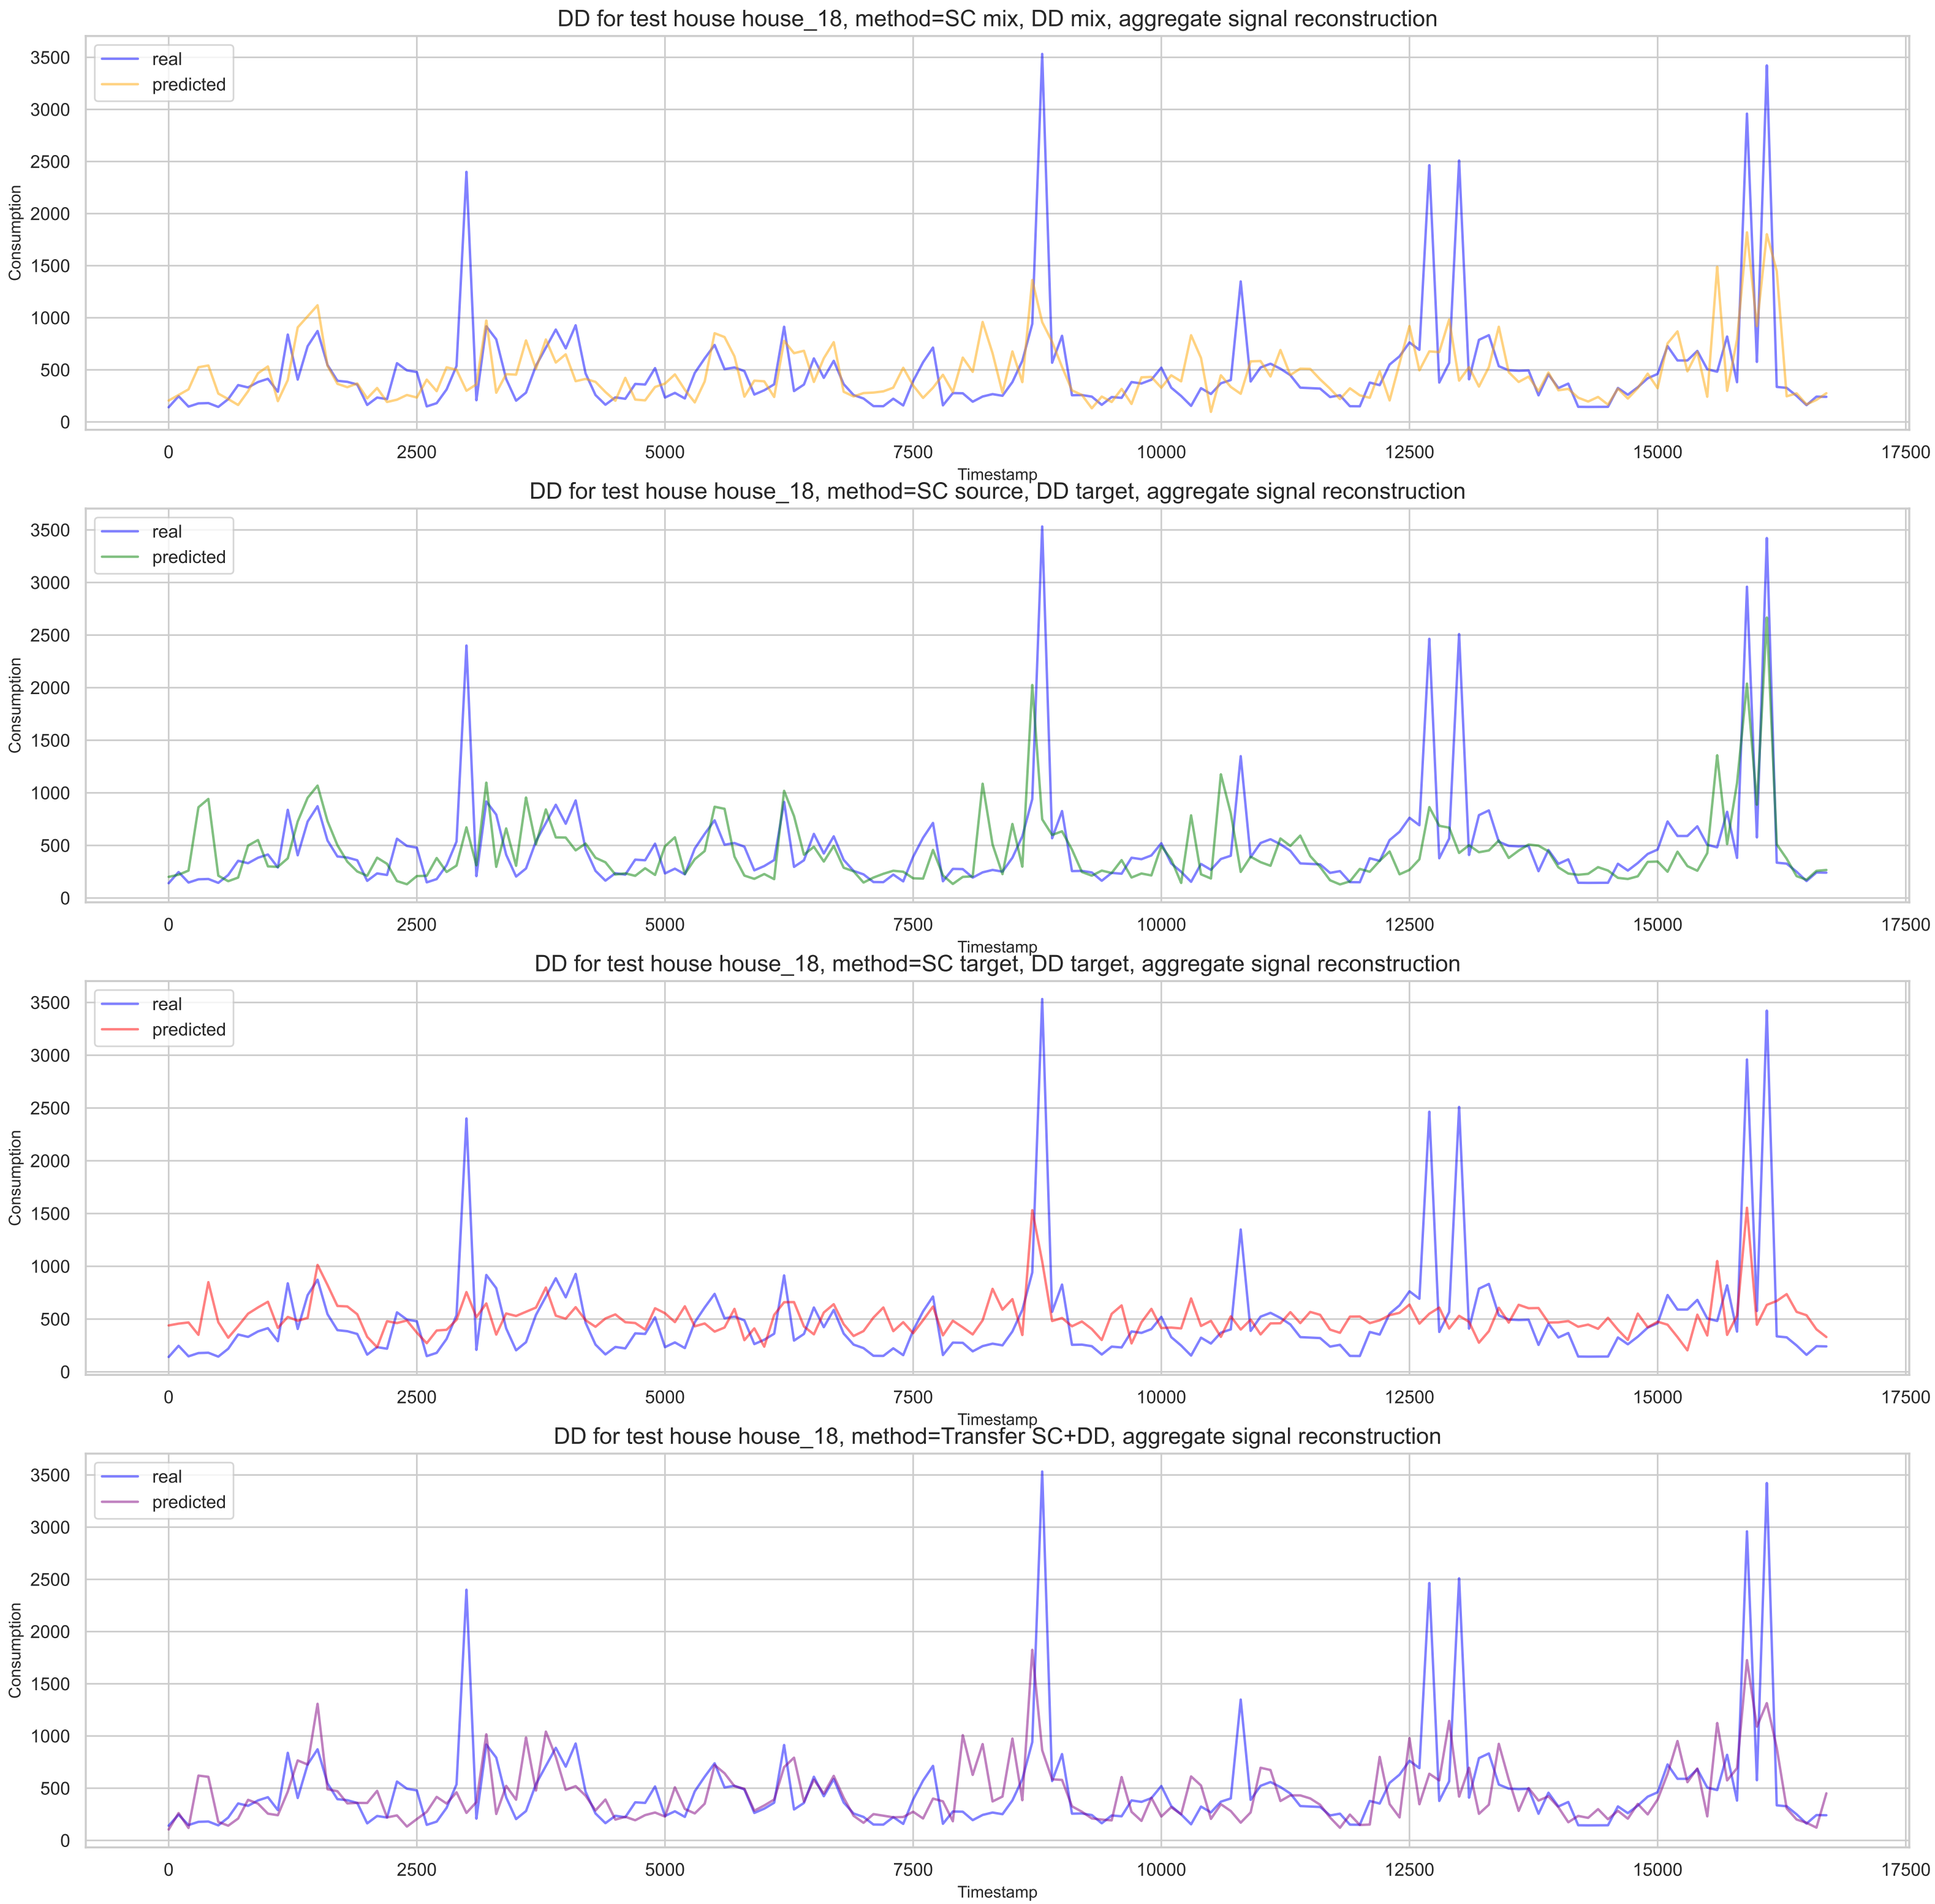 DD for test house house_18, method=SC mix, DD mix, aggregate signal reconstruction
real
predicted
3500
3000
2500
2000
1500
1000
500
0
Consumption
0 2500 5000 7500 10000 12500 15000 17500
Timestamp
DD for test house house_18, method=SC source, DD target, aggregate signal reconstruction
real
predicted
3500
3000
2500
2000
1500
1000
500
0
Consumption
0 2500 5000 7500 10000 12500 15000 17500
Timestamp
DD for test house house_18, method=SC target, DD target, aggregate signal reconstruction
real
predicted
3500
3000
2500
2000
1500
1000
500
0
Consumption
0 2500 5000 7500 10000 12500 15000 17500
Timestamp
DD for test house house_18, method=Transfer SC+DD, aggregate signal reconstruction
real
predicted
3500
3000
2500
2000
1500
1000
500
0
Consumption
0 2500 5000 7500 10000 12500 15000 17500
Timestamp